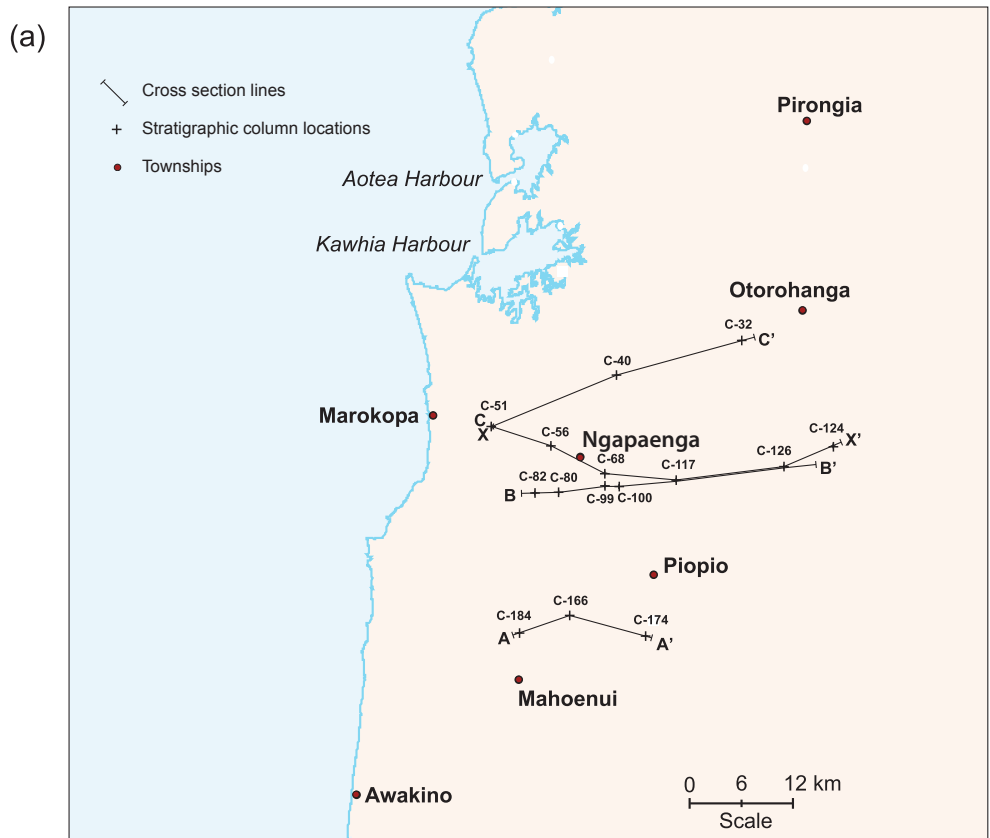 (a)
Cross section lines
Stratigraphic column locations
Townships
Pirongia
Aotea Harbour
Kawhia Harbour
Otorohanga
C-32
C’
C-40
Marokopa
C-51
C
X
C-56
Ngapaenga
C-68
C-117
C-126
C-124
X’
B’
B
C-82
C-80
C-99
C-100
Piopio
C-184
C-166
C-174
A
A’
Mahoenui
Awakino
0 6 12 km
Scale